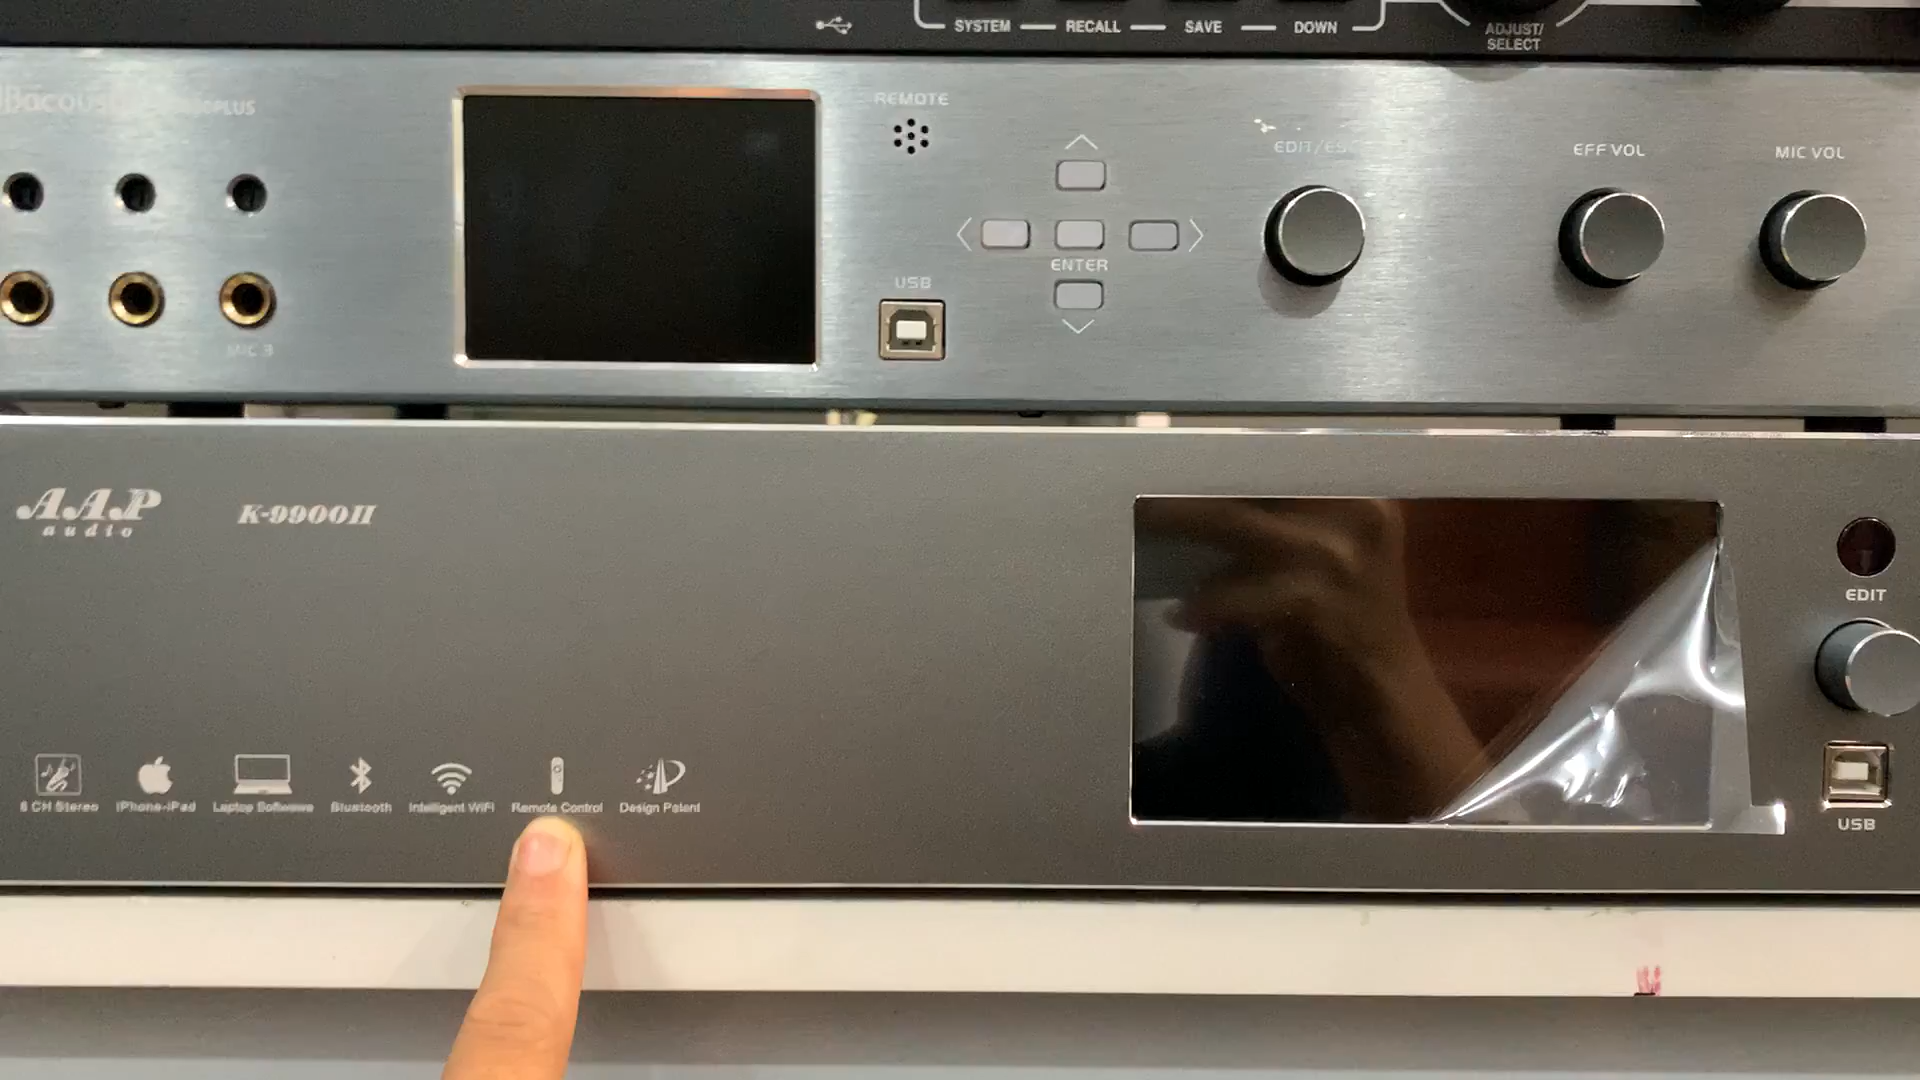 SYSTEM RECALL SAVE DOWN
ADJUST/
SELECT
PLUS
REMOTE
EDIT/ESC
EFF VOL
MIC VOL
ENTER
USB
MIC 3
AAP
audio
K-9900II
EDIT
8 CH Stereo
iPhone-iPad
Laptop Software
Bluetooth
Intelligent WiFi
Remote Control
Design Patent
USB